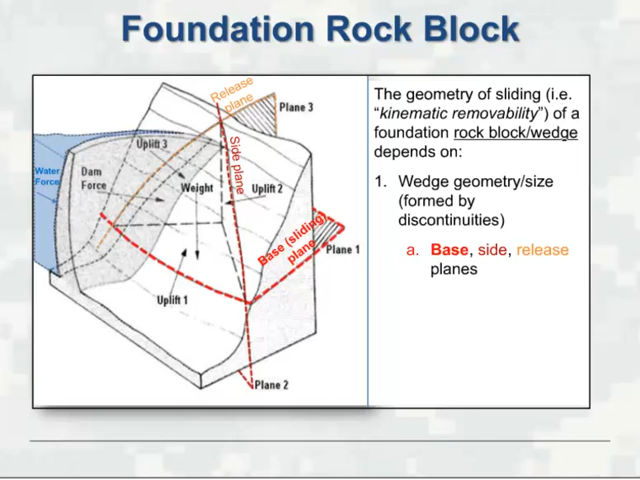 Foundation Rock Block
Release
plane
Plane 3
Uplift 3
Side plane
Water
Force
Dam
Force
Weight
Uplift 2
Base (sliding)
plane
Plane 1
Uplift 1
Plane 2
The geometry of sliding (i.e.
“kinematic removability”) of a
foundation rock block/wedge
depends on:
1. Wedge geometry/size
(formed by
discontinuities)
a. Base, side, release
planes